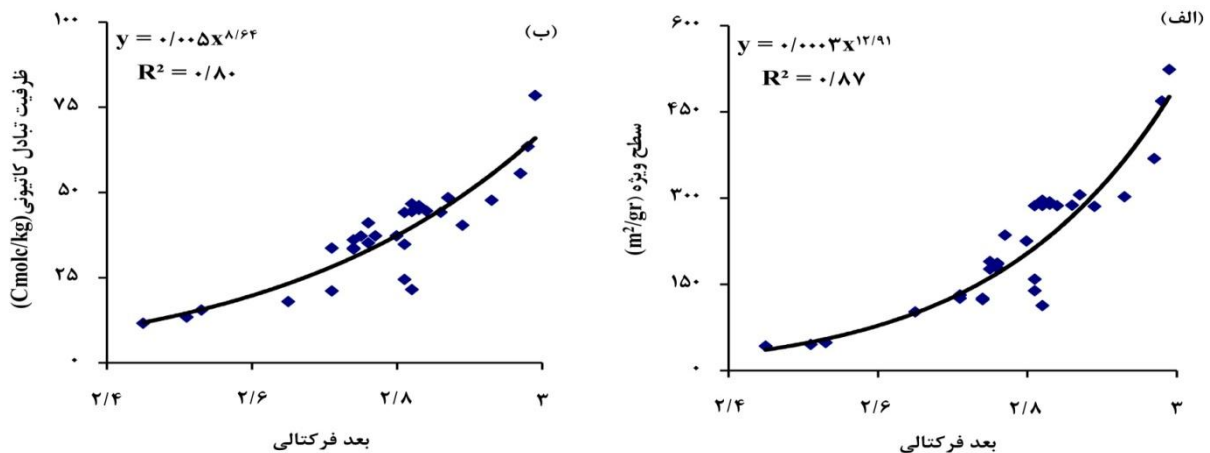 (الف)
y = ۰/۰۰۰۳x^۱۲/۹۱
R² = ۰/۸۷
سطح ویژه (m²/gr)
۶۰۰
۴۵۰
۳۰۰
۱۵۰
۰
۲/۴ ۲/۶ ۲/۸ ۳
بعد فرکتالی
(ب)
y = ۰/۰۰۵x^۸/۶۴
R² = ۰/۸۰
ظرفیت تبادل کاتیونی (Cmolc/kg)
۱۰۰
۷۵
۵۰
۲۵
۰
۲/۴ ۲/۶ ۲/۸ ۳
بعد فرکتالی